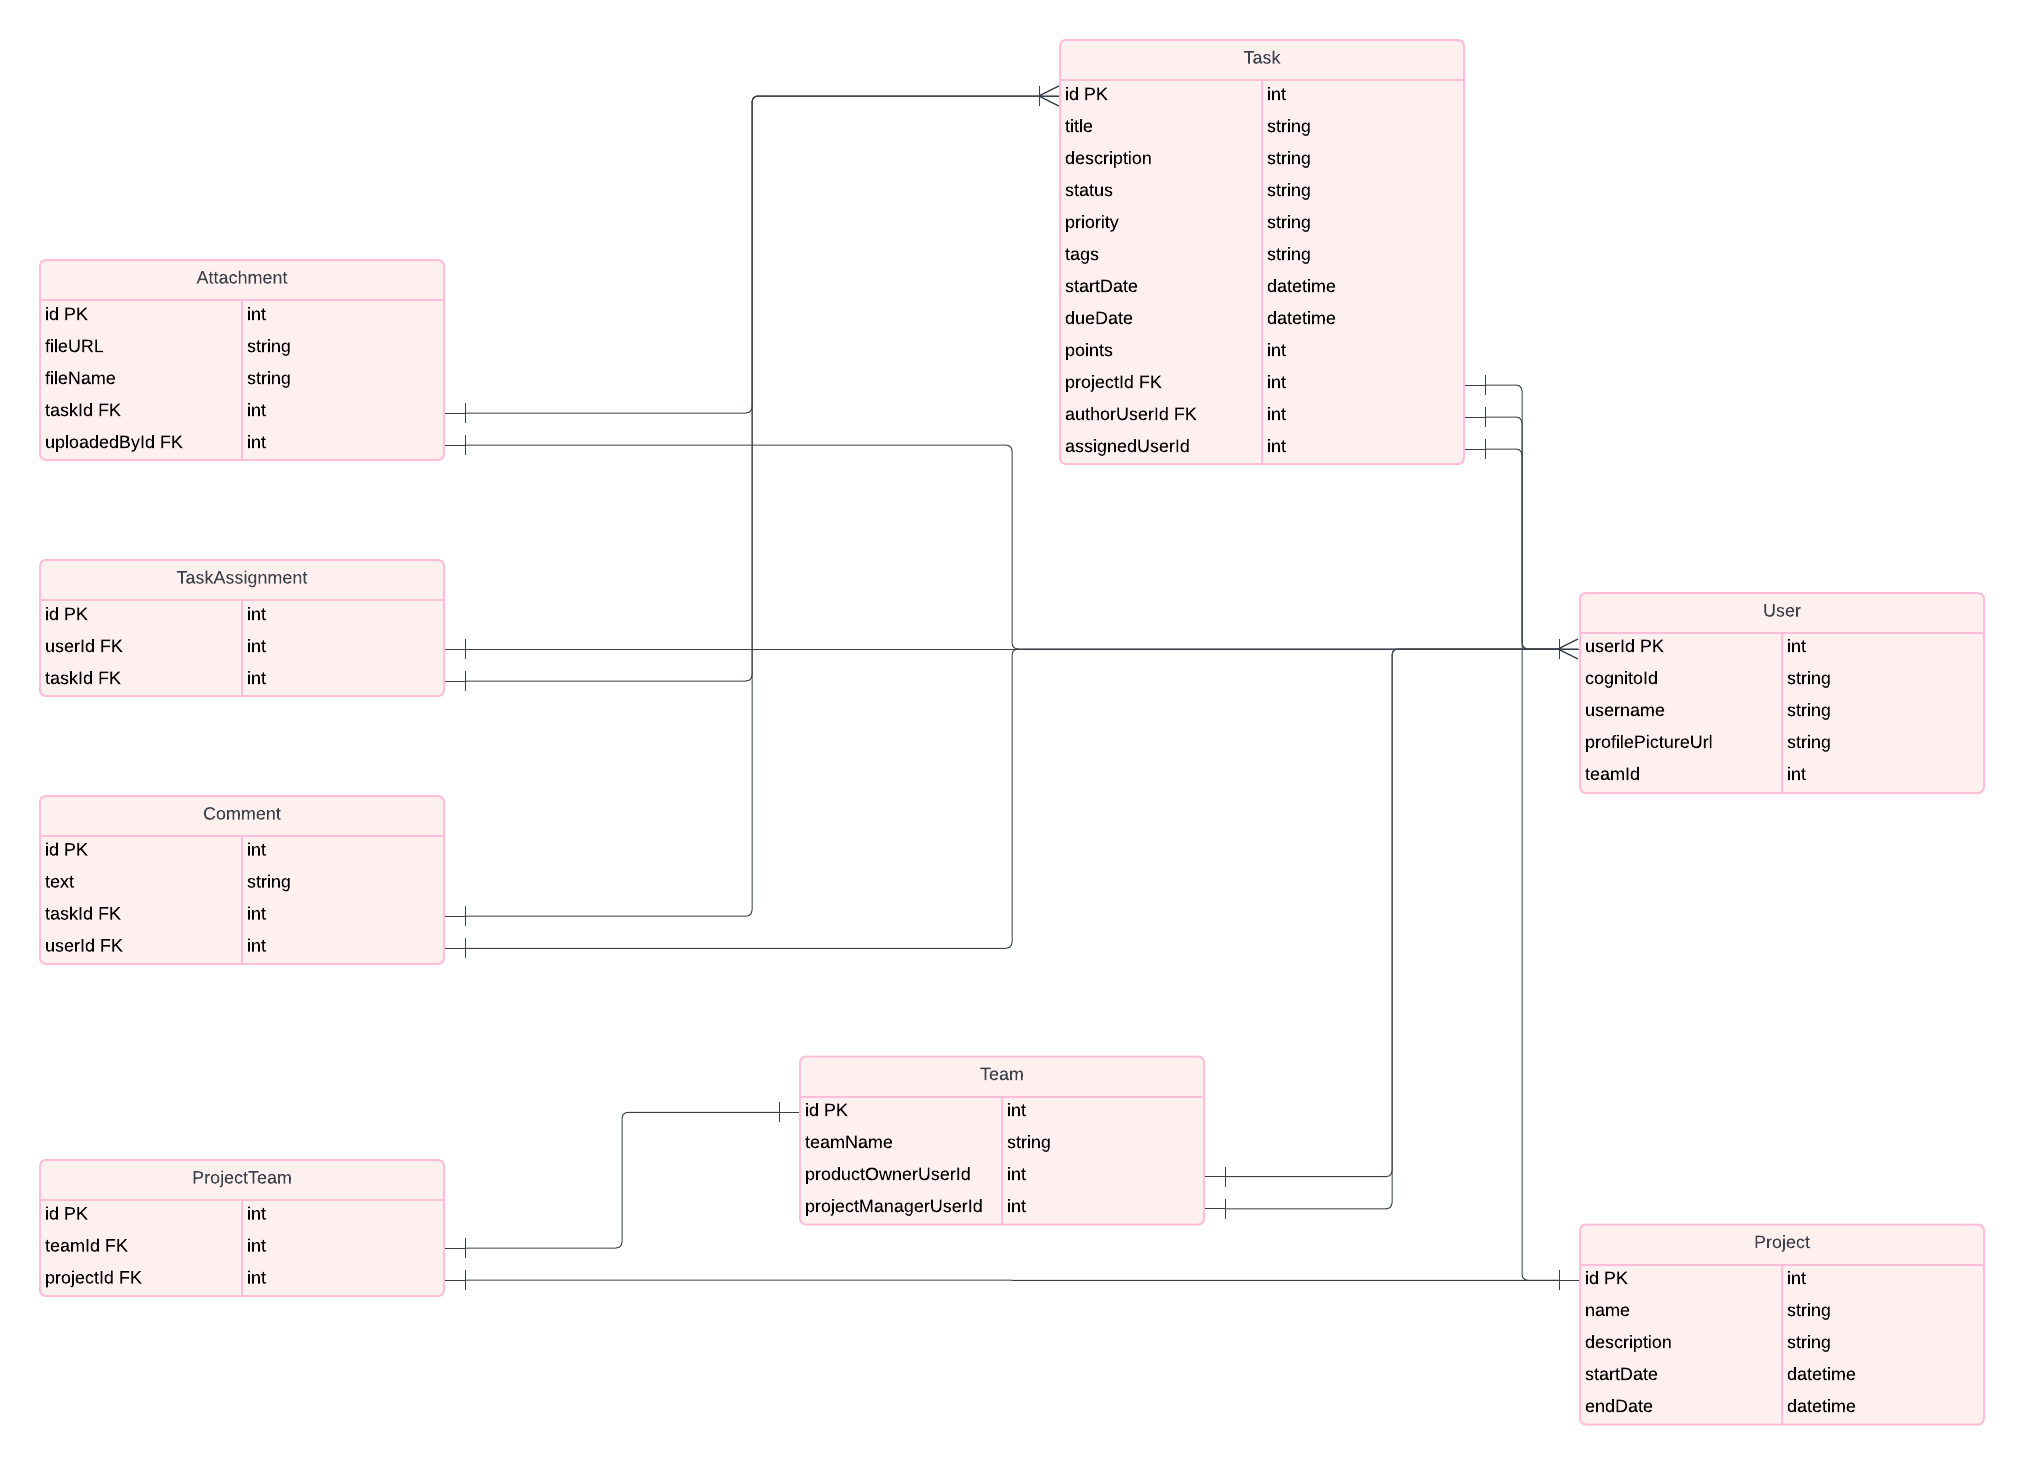 Task
id PK int
title string
description string
status string
priority string
tags string
startDate datetime
dueDate datetime
points int
projectId FK int
authorUserId FK int
assignedUserId int
Attachment
id PK int
fileURL string
fileName string
taskId FK int
uploadedById FK int
TaskAssignment
id PK int
userId FK int
taskId FK int
User
userId PK int
cognitoId string
username string
profilePictureUrl string
teamId int
Comment
id PK int
text string
taskId FK int
userId FK int
Team
id PK int
teamName string
productOwnerUserId int
projectManagerUserId int
ProjectTeam
id PK int
teamId FK int
projectId FK int
Project
id PK int
name string
description string
startDate datetime
endDate datetime